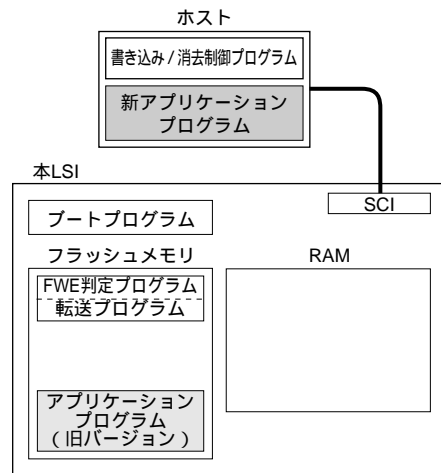 ホスト
書き込み / 消去制御プログラム
新アプリケーション
プログラム
本LSI
SCI
ブートプログラム
フラッシュメモリ
RAM
FWE判定プログラム
転送プログラム
アプリケーション
プログラム
(旧バージョン)